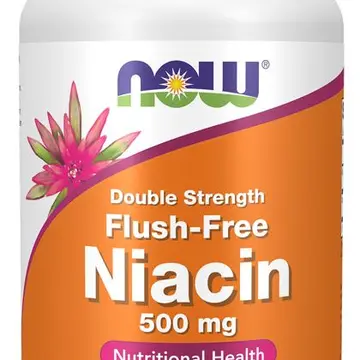 NOW
Double Strength
Flush-Free
Niacin
500 mg
Nutritional Health